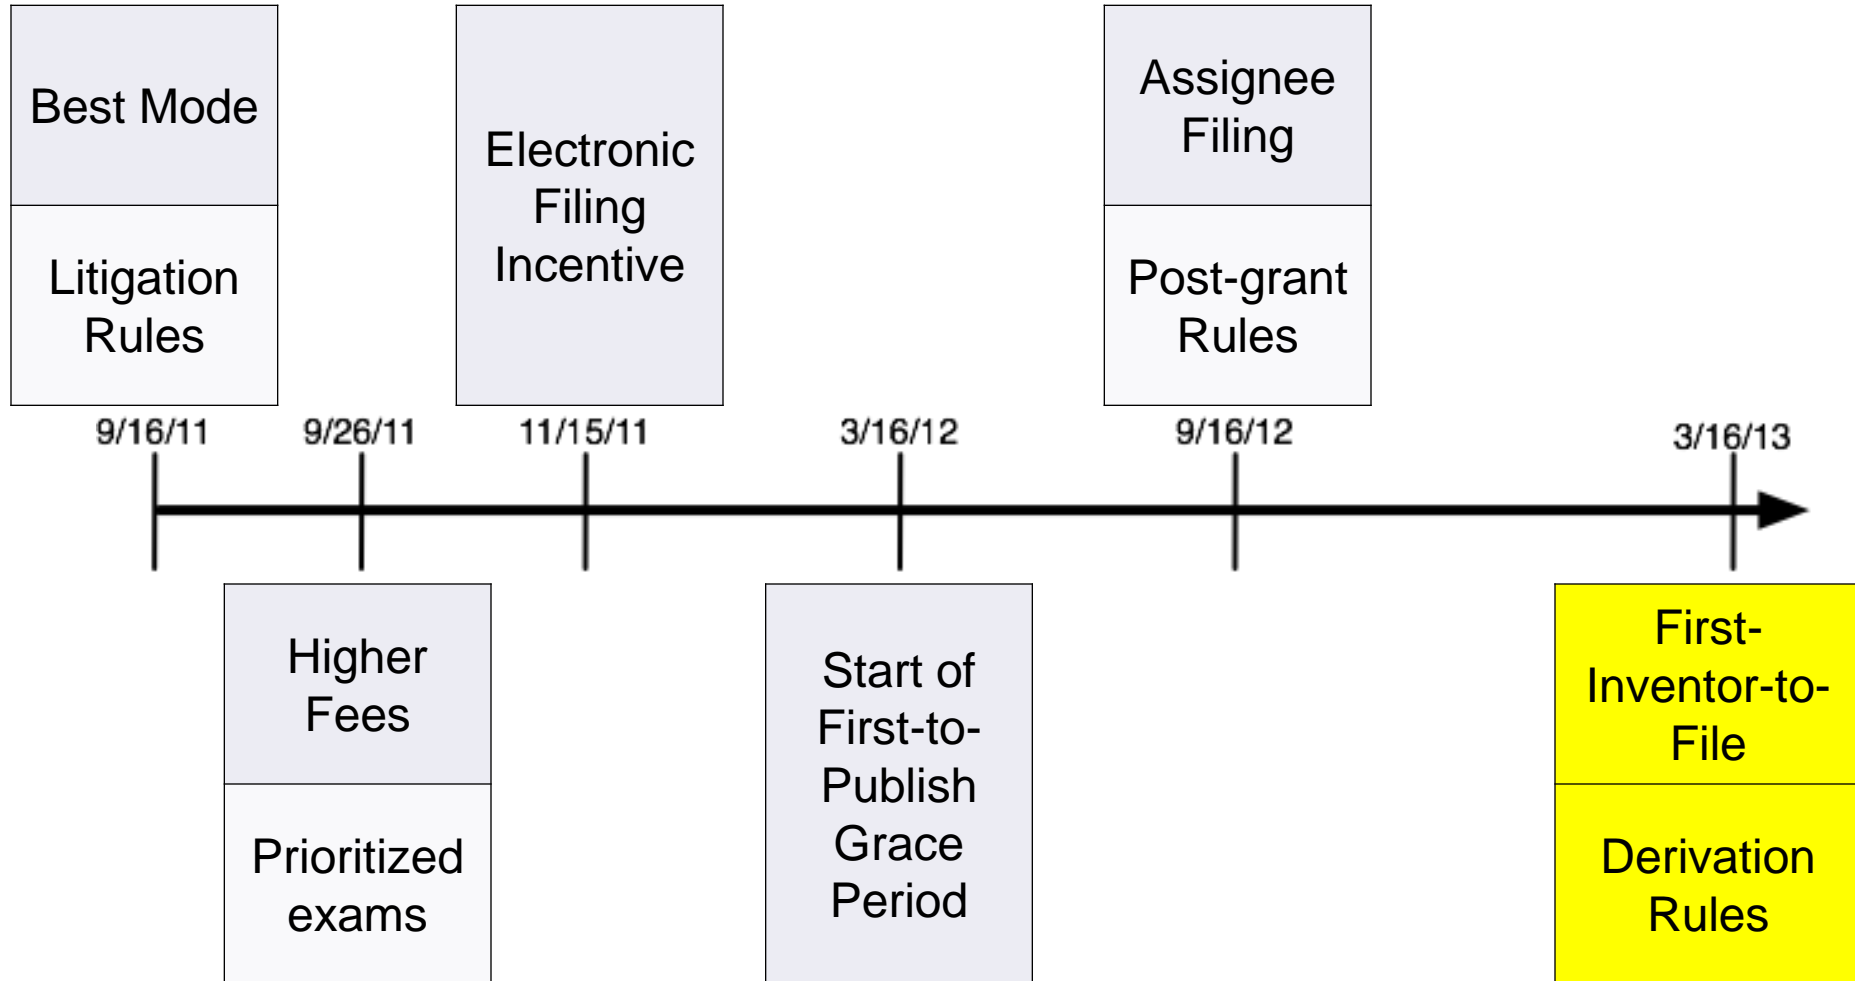 Best Mode
Litigation
Rules
Electronic
Filing
Incentive
Assignee
Filing
Post-grant
Rules
9/16/11
9/26/11
11/15/11
3/16/12
9/16/12
3/16/13
Higher
Fees
Prioritized
exams
Start of
First-to-
Publish
Grace
Period
First-
Inventor-to-
File
Derivation
Rules